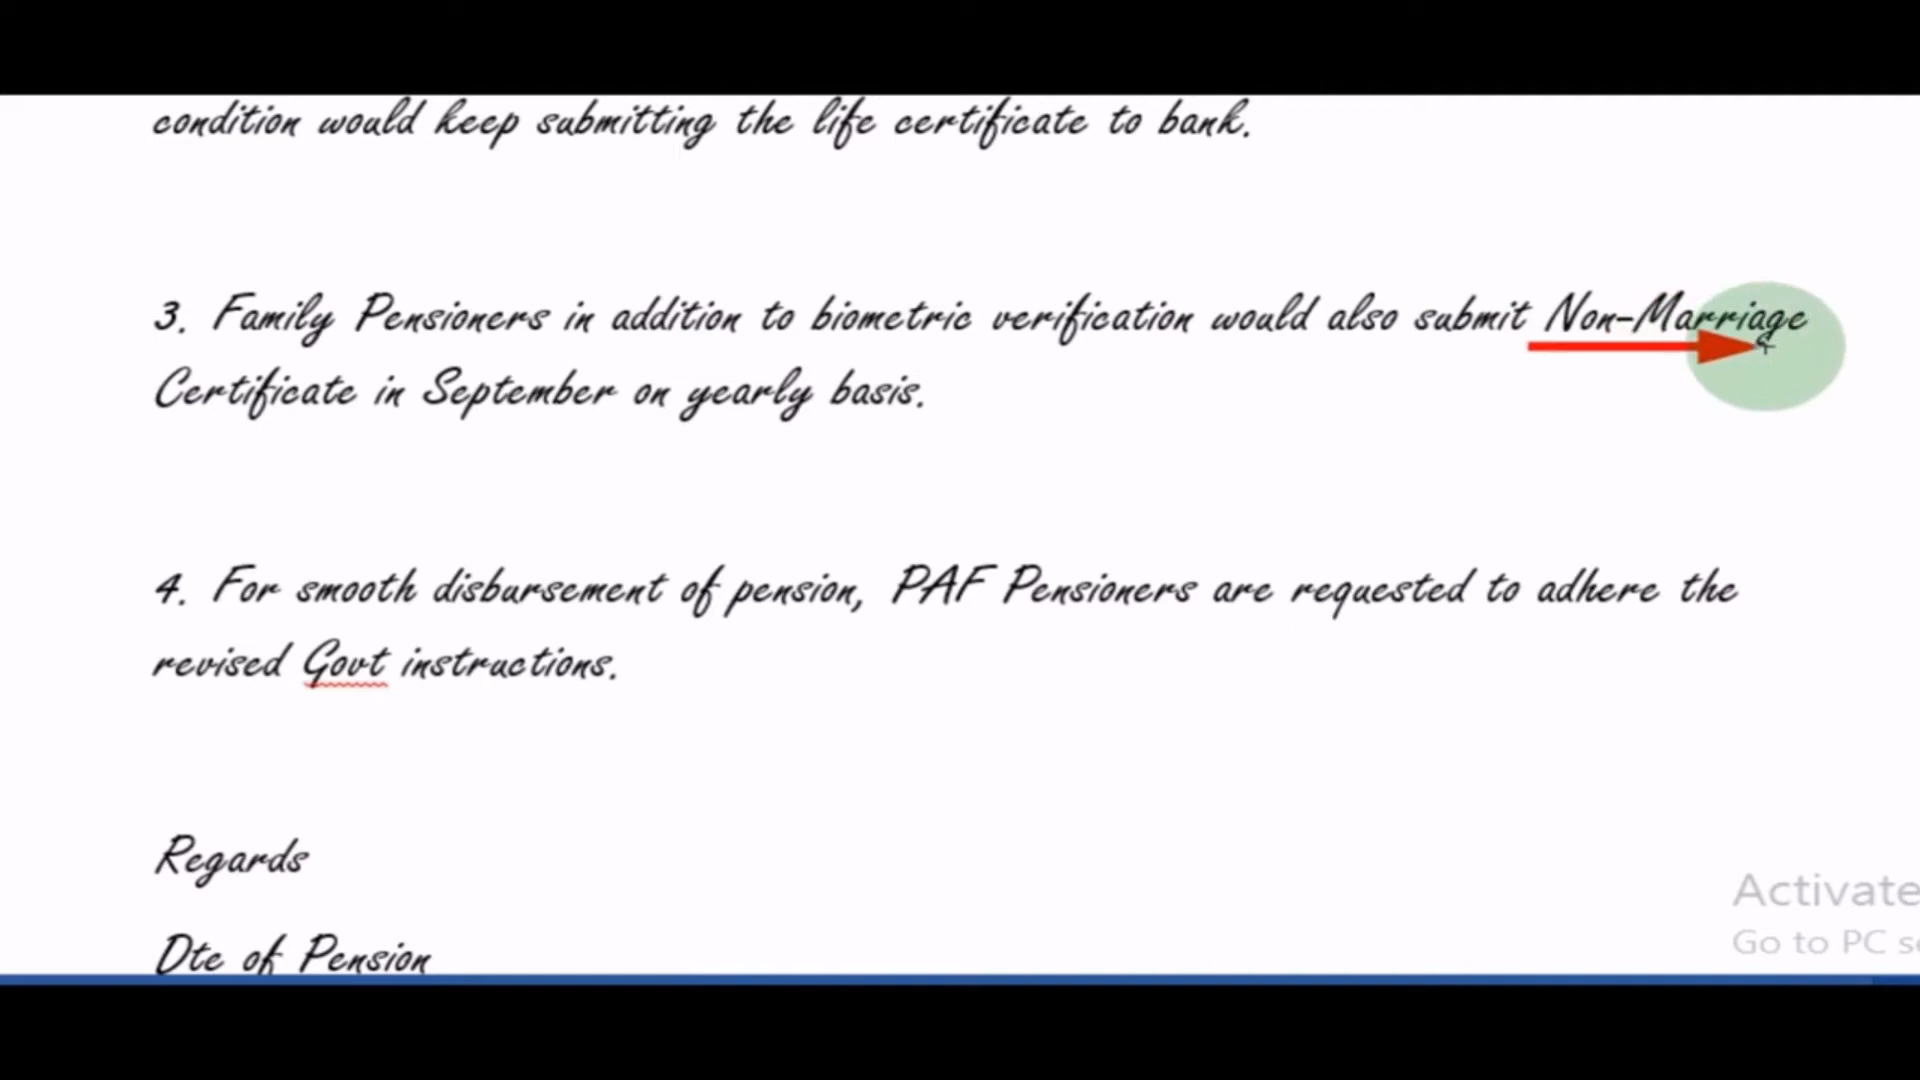 condition would keep submitting the life certificate to bank.
3. Family Pensioners in addition to biometric verification would also submit Non-Marriage
Certificate in September on yearly basis.
4. For smooth disbursement of pension, PAF Pensioners are requested to adhere the
revised Govt instructions.
Regards
Dte of Pension
Activate
Go to PC